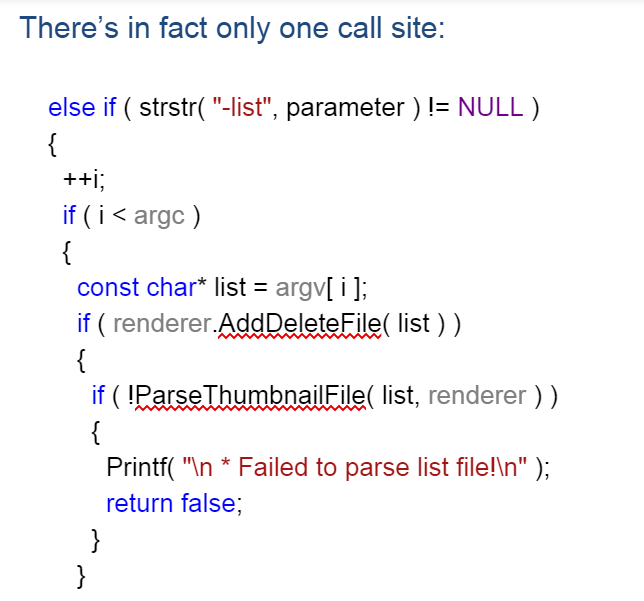 There’s in fact only one call site:
else if ( strstr( "-list", parameter ) != NULL )
{
++i;
if ( i < argc )
{
const char* list = argv[ i ];
if ( renderer.AddDeleteFile( list ) )
{
if ( !ParseThumbnailFile( list, renderer ) )
{
Printf( "\n * Failed to parse list file!\n" );
return false;
}
}